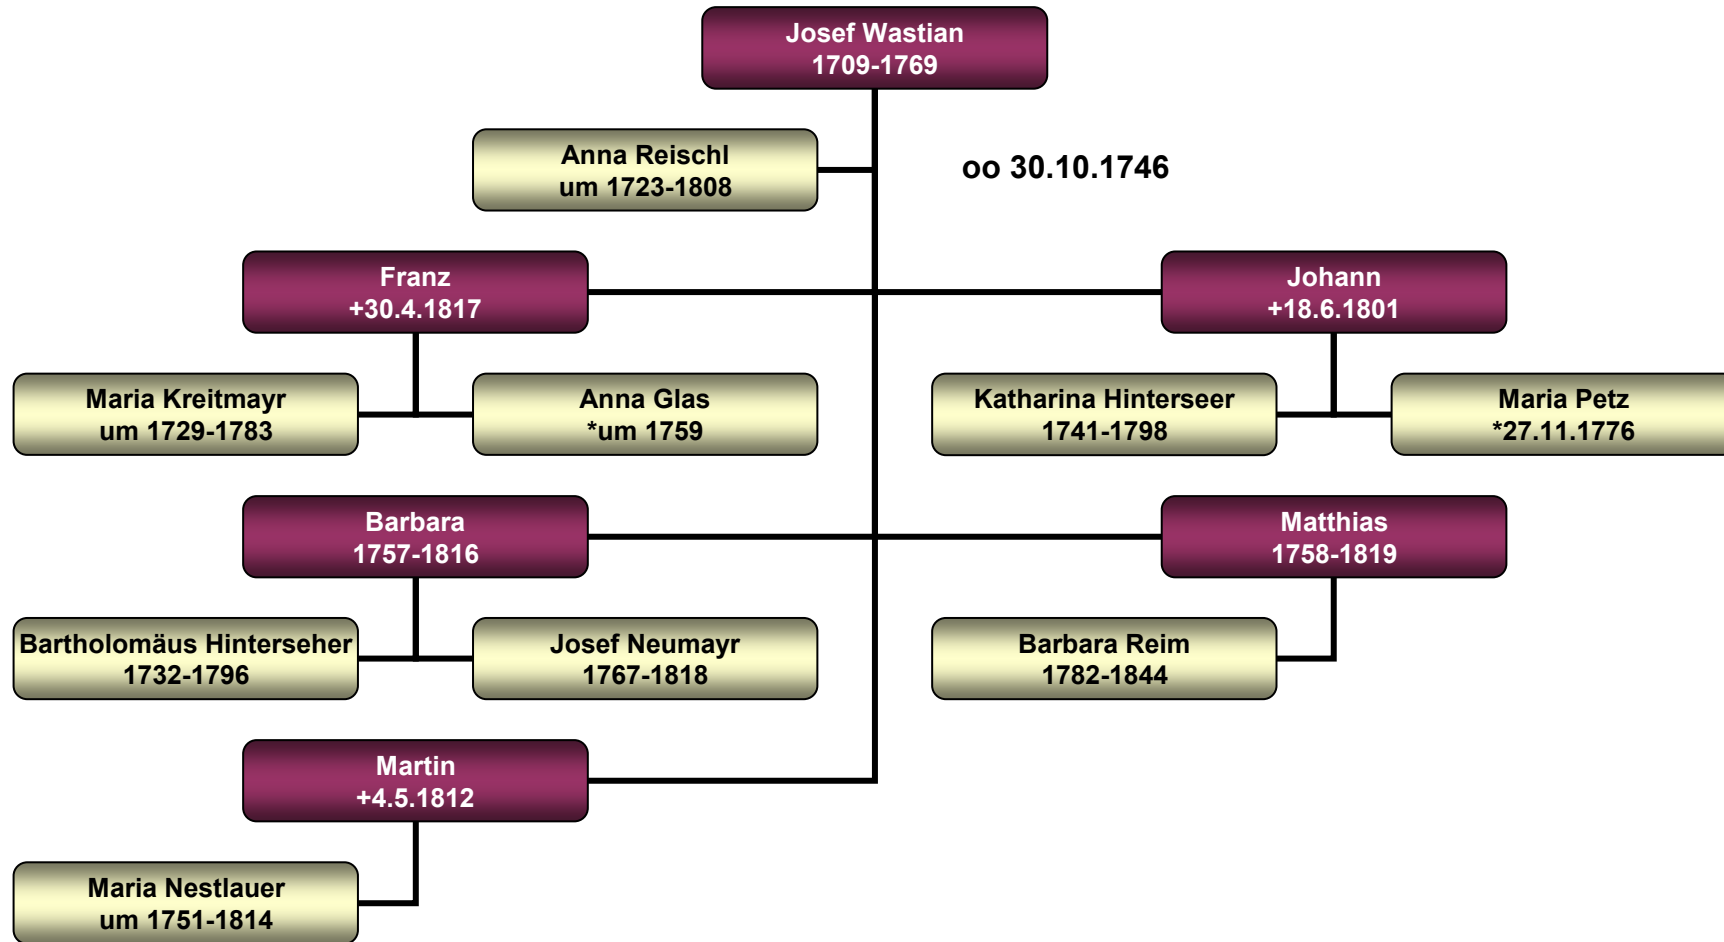 Josef Wastian
1709-1769
Anna Reischl
um 1723-1808
oo 30.10.1746
Franz
+30.4.1817
Johann
+18.6.1801
Maria Kreitmayr
um 1729-1783
Anna Glas
*um 1759
Katharina Hinterseer
1741-1798
Maria Petz
*27.11.1776
Barbara
1757-1816
Matthias
1758-1819
Bartholomäus Hinterseher
1732-1796
Josef Neumayr
1767-1818
Barbara Reim
1782-1844
Martin
+4.5.1812
Maria Nestlauer
um 1751-1814